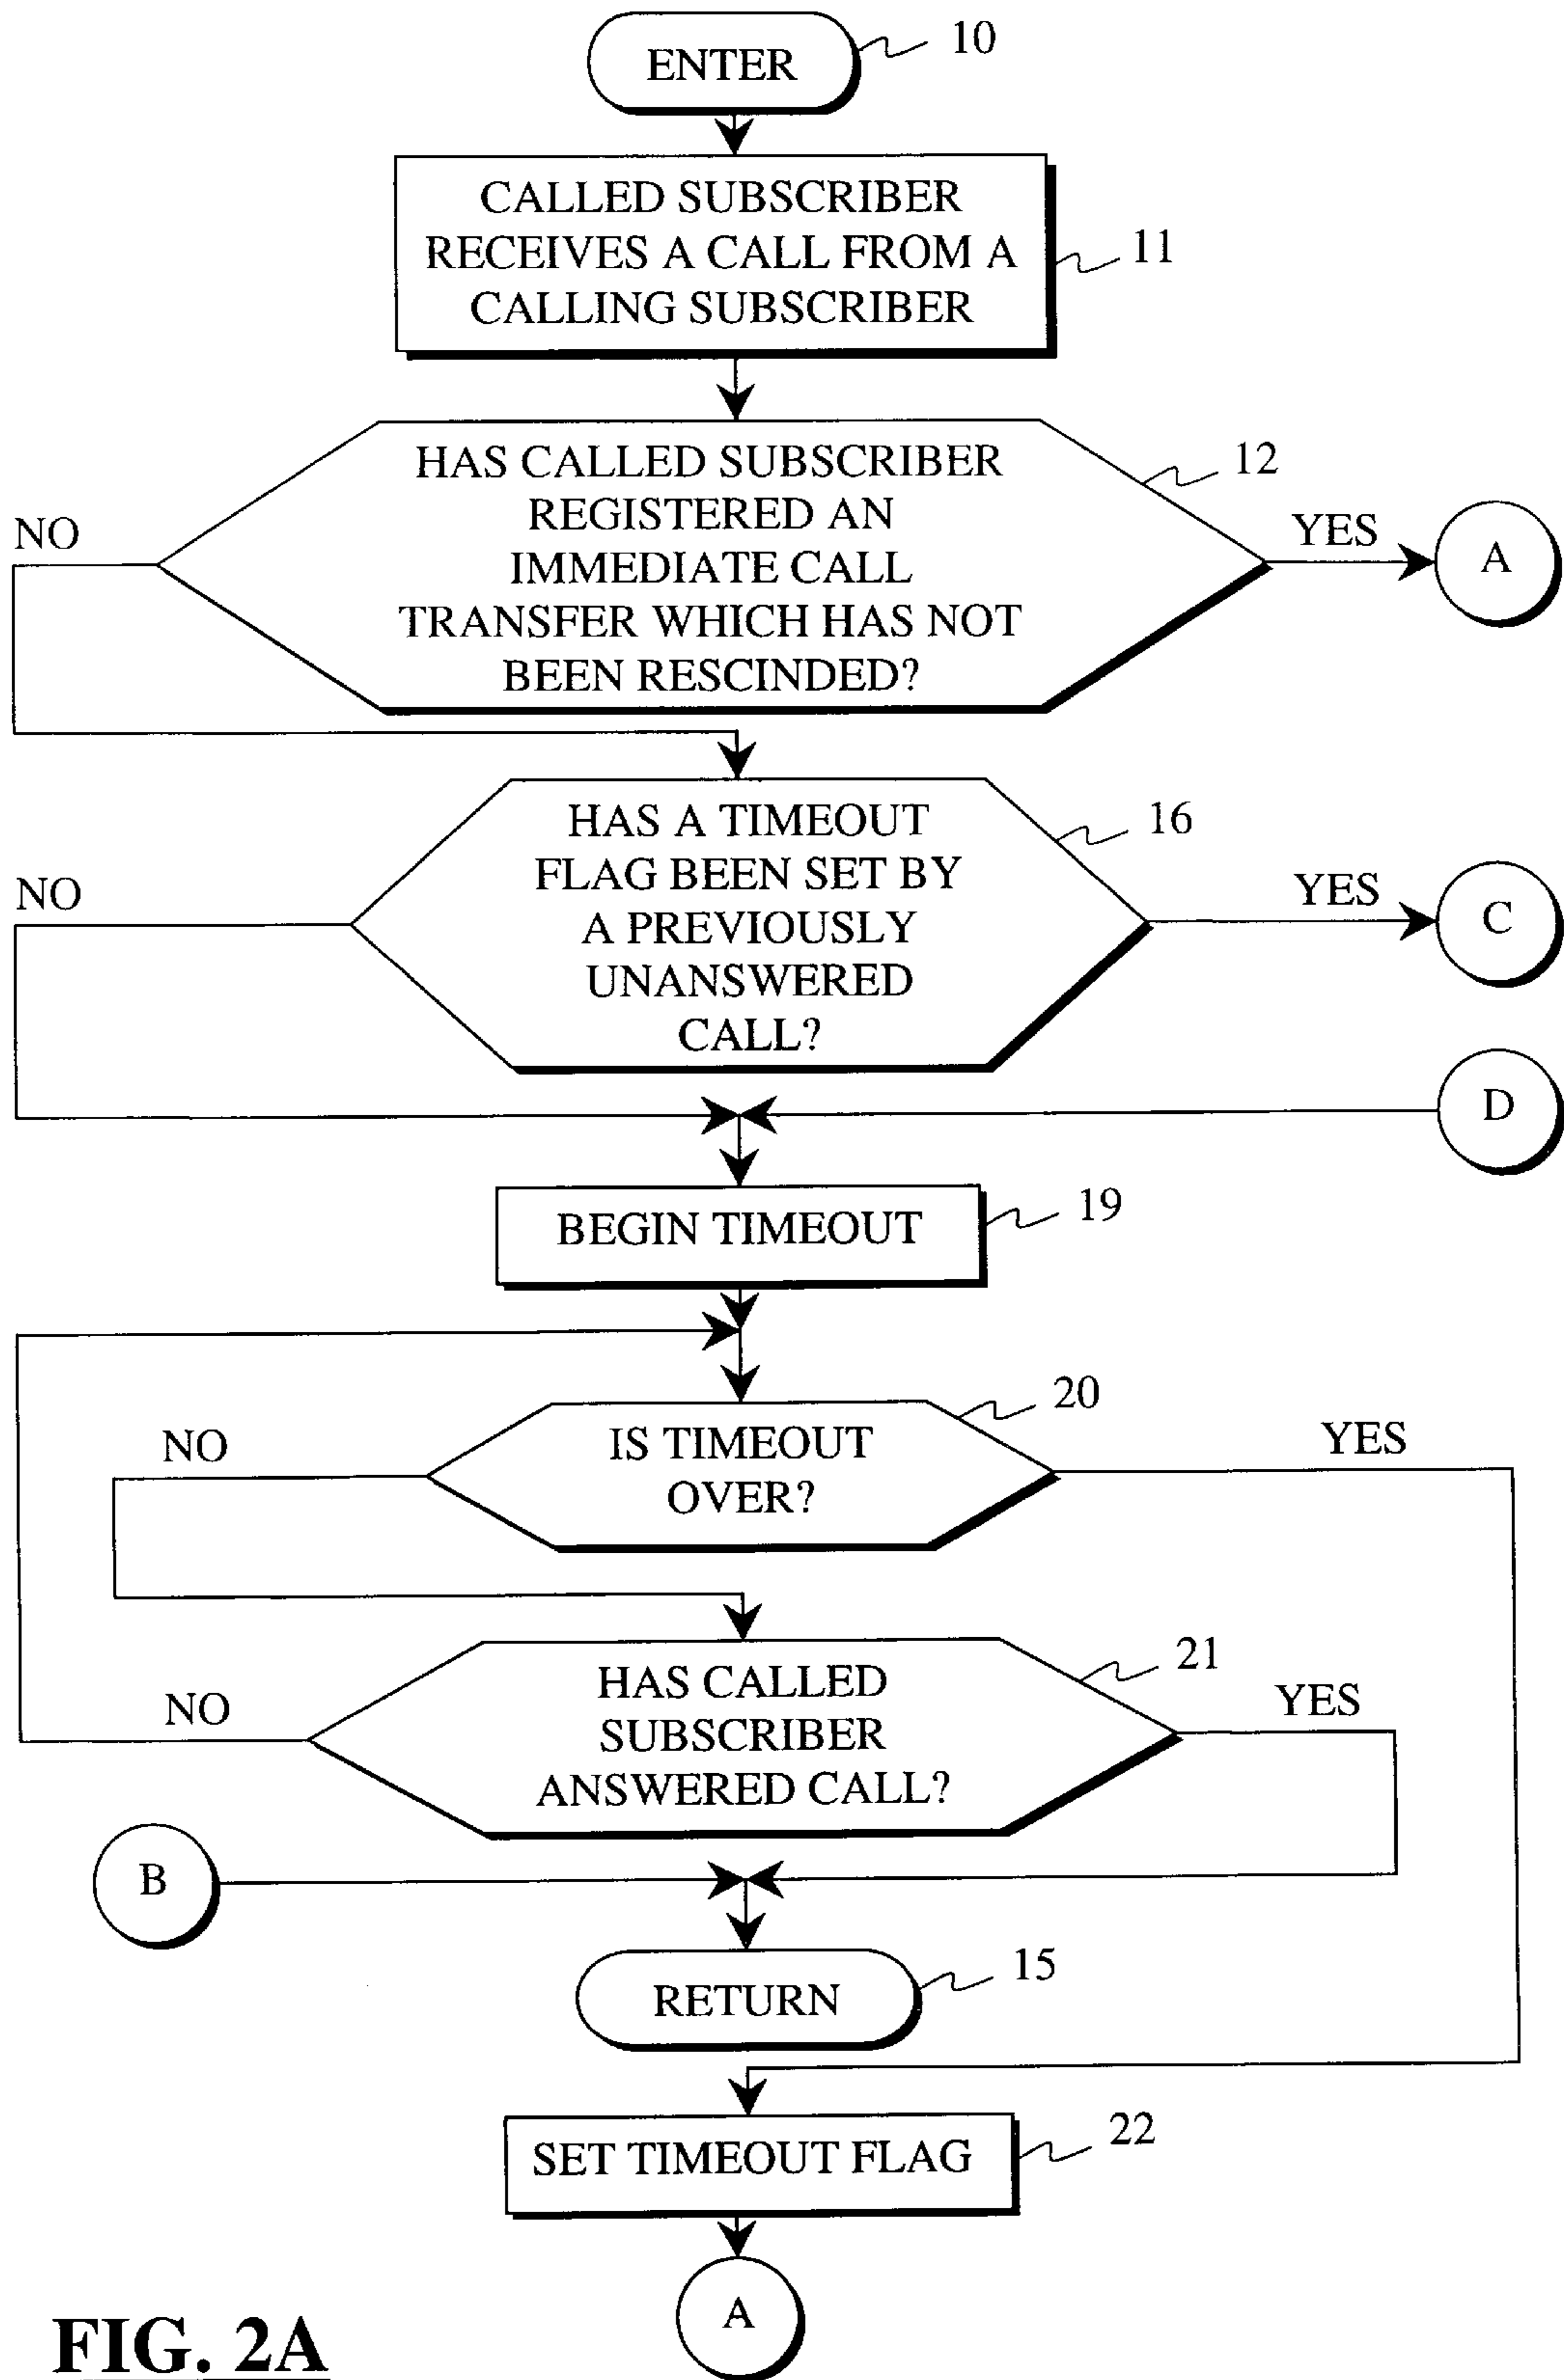 ENTER
10
CALLED SUBSCRIBER
RECEIVES A CALL FROM A
CALLING SUBSCRIBER
11
HAS CALLED SUBSCRIBER
REGISTERED AN
IMMEDIATE CALL
TRANSFER WHICH HAS NOT
BEEN RESCINDED?
12
NO
YES
A
HAS A TIMEOUT
FLAG BEEN SET BY
A PREVIOUSLY
UNANSWERED
CALL?
16
NO
YES
C
D
BEGIN TIMEOUT
19
IS TIMEOUT
OVER?
20
NO
YES
HAS CALLED
SUBSCRIBER
ANSWERED CALL?
21
NO
YES
B
RETURN
15
SET TIMEOUT FLAG
22
A
FIG. 2A